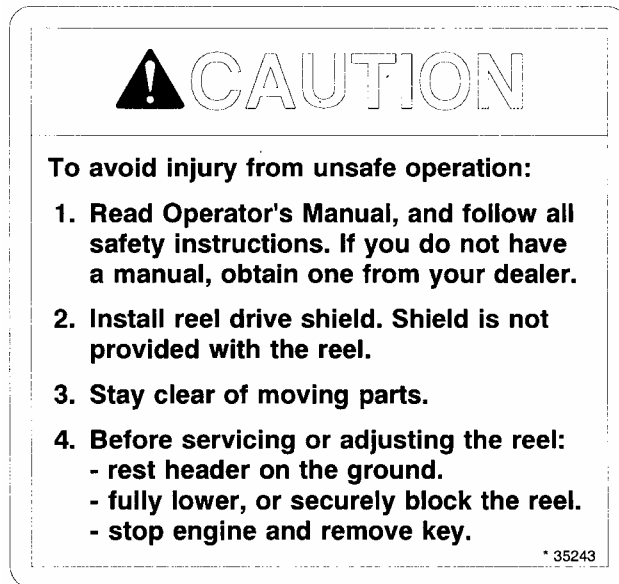 CAUTION
To avoid injury from unsafe operation:
1. Read Operator's Manual, and follow all
safety instructions. If you do not have
a manual, obtain one from your dealer.
2. Install reel drive shield. Shield is not
provided with the reel.
3. Stay clear of moving parts.
4. Before servicing or adjusting the reel:
- rest header on the ground.
- fully lower, or securely block the reel.
- stop engine and remove key.
* 35243